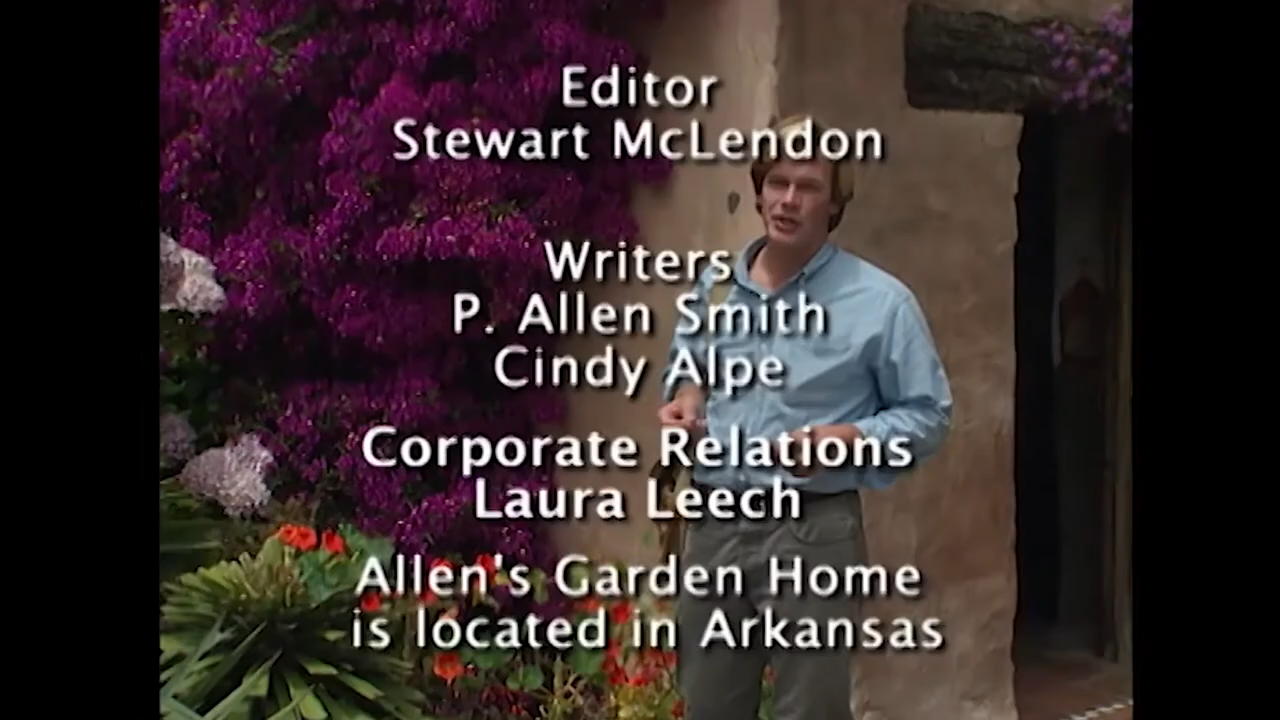 Editor
Stewart McLendon
Writers
P. Allen Smith
Cindy Alpe
Corporate Relations
Laura Leech
Allen's Garden Home
is located in Arkansas